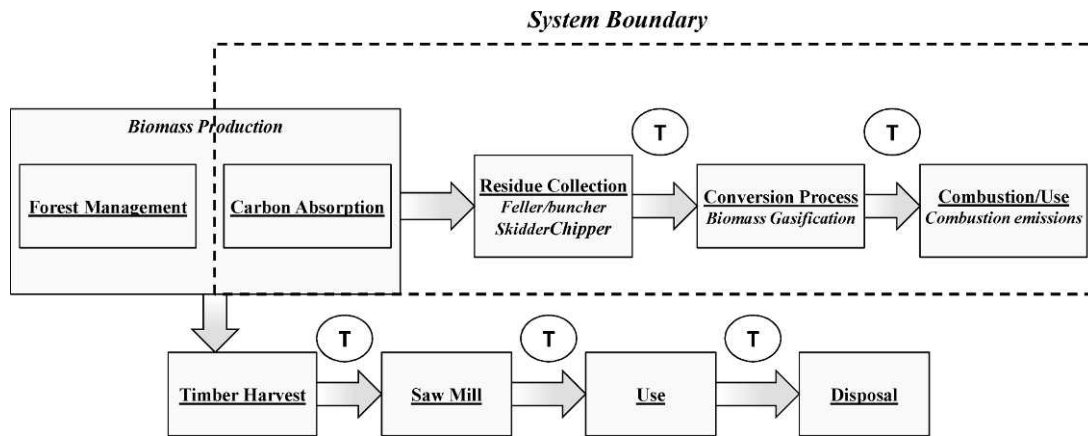 System Boundary
Biomass Production
Forest Management
Carbon Absorption
Residue Collection
Feller/buncher
SkidderChipper
T
Conversion Process
Biomass Gasification
T
Combustion/Use
Combustion emissions
Timber Harvest
T
Saw Mill
T
Use
T
Disposal